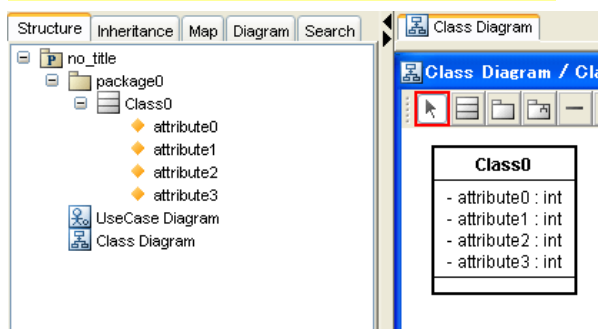 Structure Inheritance Map Diagram Search
no_title
package0
Class0
attribute0
attribute1
attribute2
attribute3
UseCase Diagram
Class Diagram
Class Diagram
Class Diagram /
Class0
- attribute0 : int
- attribute1 : int
- attribute2 : int
- attribute3 : int